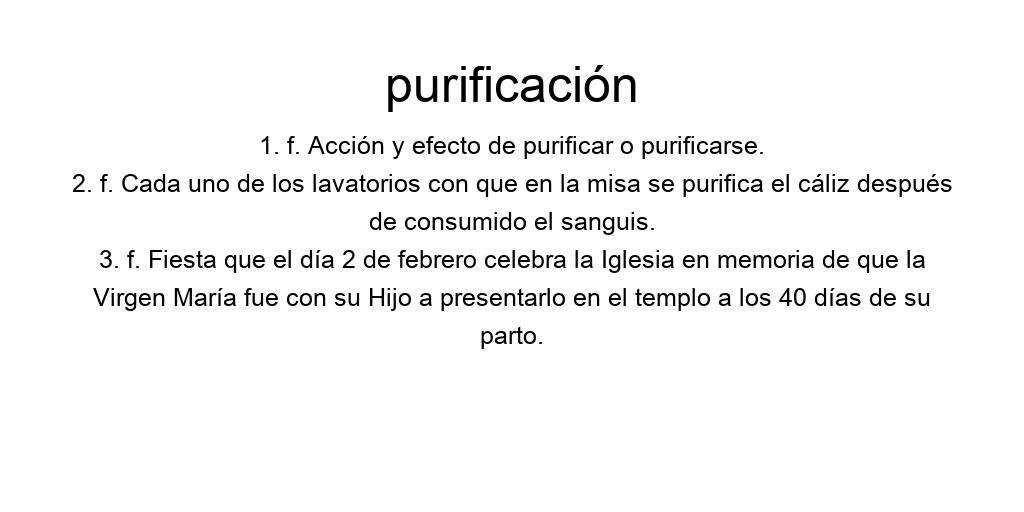 purificación
1. f. Acción y efecto de purificar o purificarse.
2. f. Cada uno de los lavatorios con que en la misa se purifica el cáliz después
de consumido el sanguis.
3. f. Fiesta que el día 2 de febrero celebra la Iglesia en memoria de que la
Virgen María fue con su Hijo a presentarlo en el templo a los 40 días de su
parto.